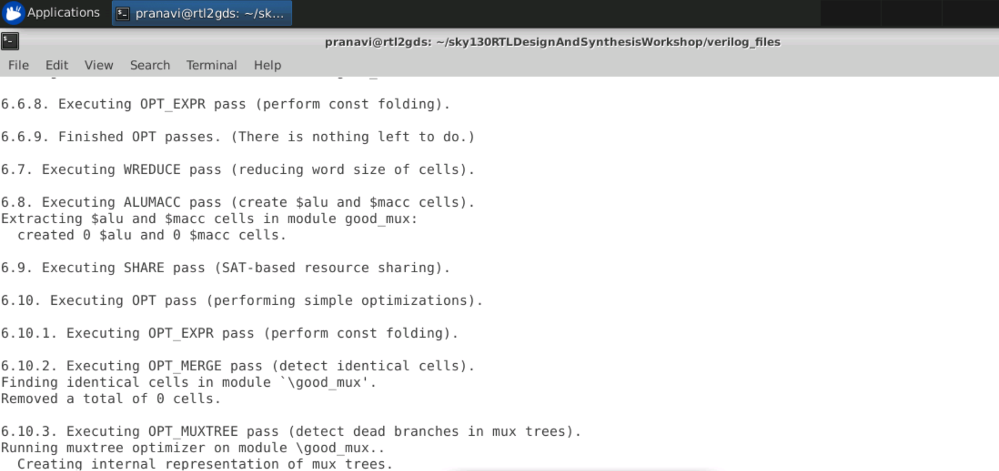 Applications
pranavi@rtl2gds: ~/sk...
pranavi@rtl2gds: ~/sky130RTLDesignAndSynthesisWorkshop/verilog_files
File Edit View Search Terminal Help
6.6.8. Executing OPT_EXPR pass (perform const folding).
6.6.9. Finished OPT passes. (There is nothing left to do.)
6.7. Executing WREDUCE pass (reducing word size of cells).
6.8. Executing ALUMACC pass (create $alu and $macc cells).
Extracting $alu and $macc cells in module good_mux:
  created 0 $alu and 0 $macc cells.
6.9. Executing SHARE pass (SAT-based resource sharing).
6.10. Executing OPT pass (performing simple optimizations).
6.10.1. Executing OPT_EXPR pass (perform const folding).
6.10.2. Executing OPT_MERGE pass (detect identical cells).
Finding identical cells in module `\good_mux'.
Removed a total of 0 cells.
6.10.3. Executing OPT_MUXTREE pass (detect dead branches in mux trees).
Running muxtree optimizer on module \good_mux..
  Creating internal representation of mux trees.